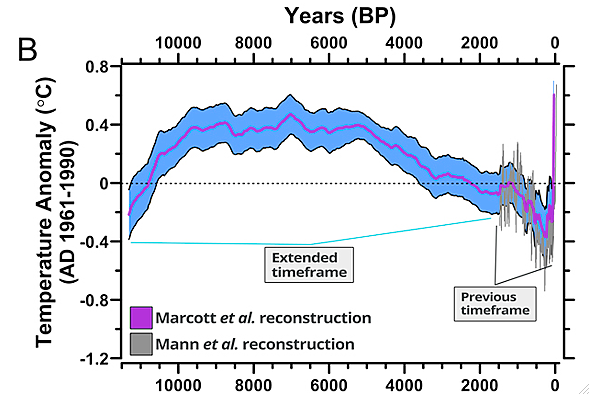 Years (BP)
B
10000 8000 6000 4000 2000 0
Temperature Anomaly (°C)
(AD 1961-1990)
0.8
0.4
0
-0.4
-0.8
-1.2
Extended
timeframe
Previous
timeframe
Marcott et al. reconstruction
Mann et al. reconstruction
10000 8000 6000 4000 2000 0